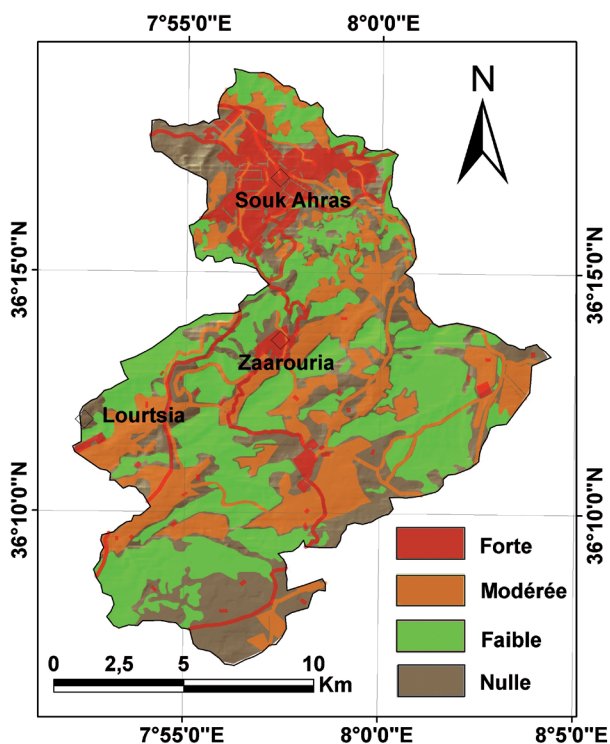 7°55'0"E 8°0'0"E
N
Souk Ahras
36°15'0"N 36°15'0"N
Zaarouria
Lourtsia
36°10'0"N 36°10'0"N
Forte
Modérée
Faible
Nulle
0 2,5 5 10
Km
7°55'0"E 8°0'0"E 8°5'0"E